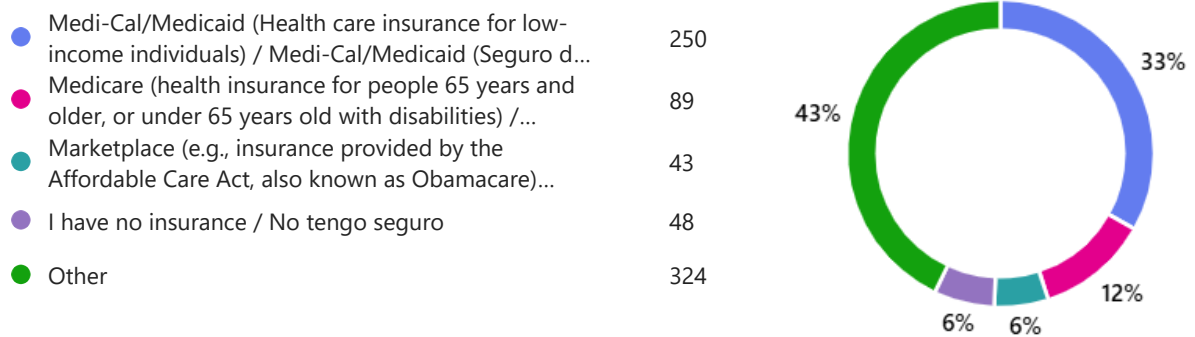 Medi-Cal/Medicaid (Health care insurance for low-
income individuals) / Medi-Cal/Medicaid (Seguro d...
250
Medicare (health insurance for people 65 years and
older, or under 65 years old with disabilities) /...
89
Marketplace (e.g., insurance provided by the
Affordable Care Act, also known as Obamacare)...
43
I have no insurance / No tengo seguro
48
Other
324
33%
43%
12%
6%
6%